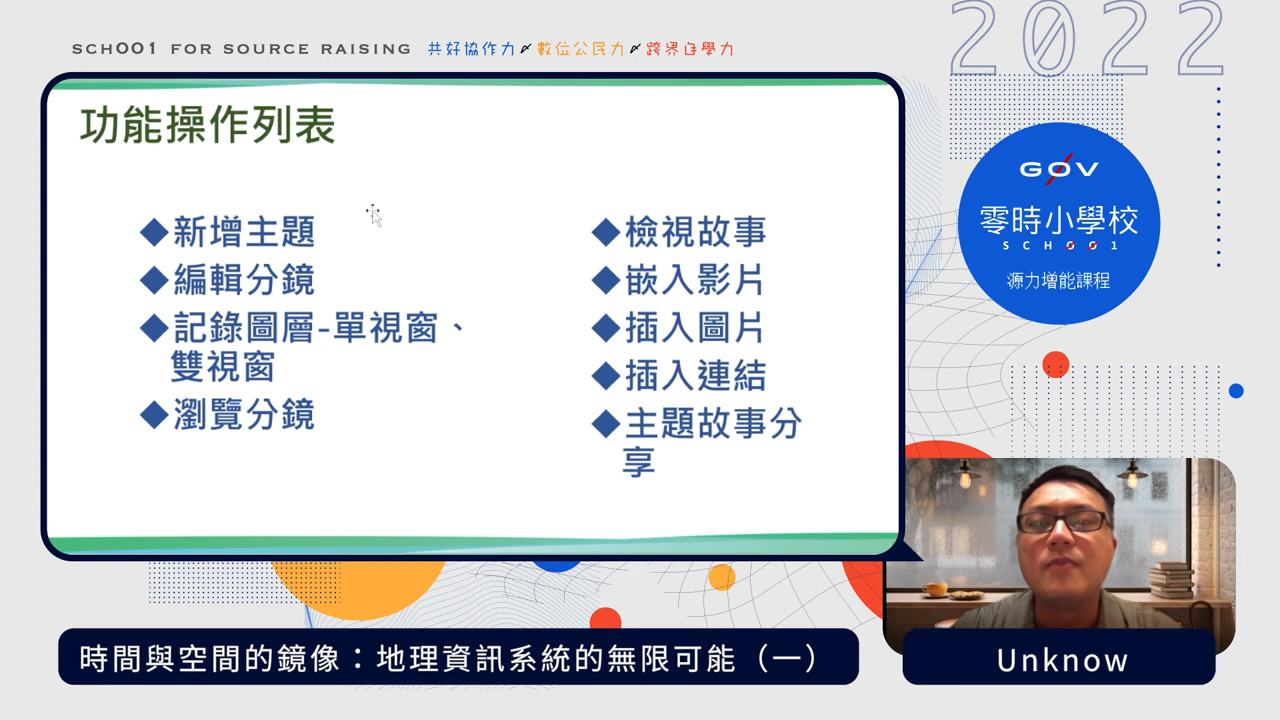 SCHOO1 FOR SOURCE RAISING 共好協作力 數位公民力 跨界自學力
2022
功能操作列表
◆新增主題
◆編輯分鏡
◆記錄圖層-單視窗、
雙視窗
◆瀏覽分鏡
◆檢視故事
◆嵌入影片
◆插入圖片
◆插入連結
◆主題故事分
享
G0V
零時小學校
SCH001
源力增能課程
時間與空間的鏡像：地理資訊系統的無限可能（一）
Unknow